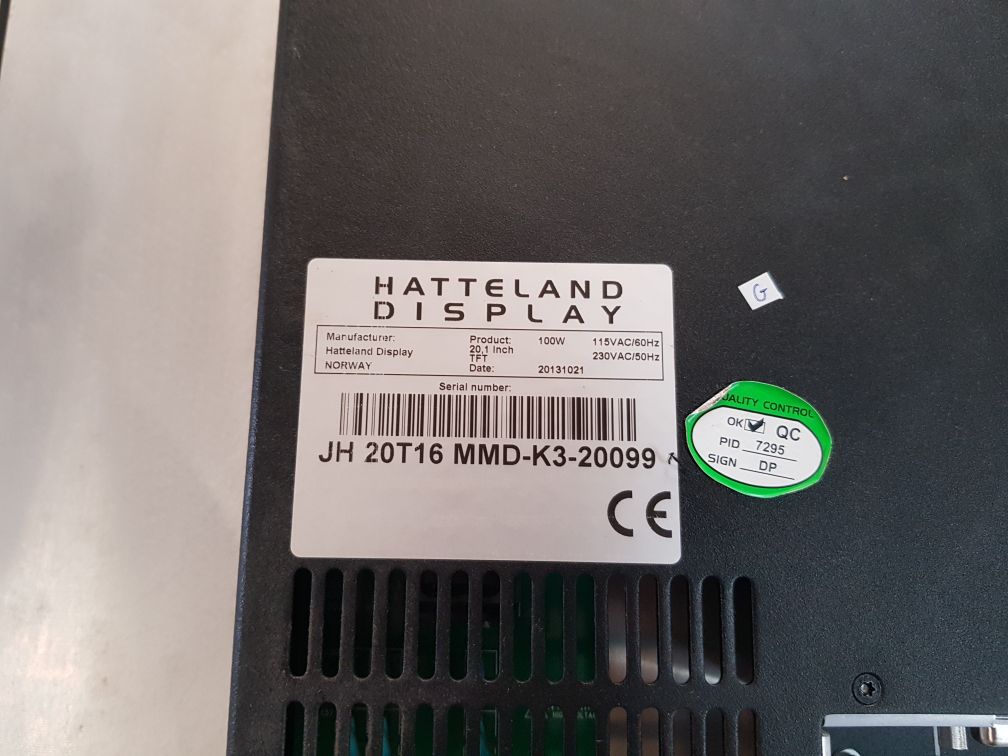 HATTELAND
DISPLAY
Manufacturer: Product: 100W 115VAC/60Hz
Hatteland Display 20,1 Inch 230VAC/50Hz
NORWAY TFT
Date: 20131021
Serial number:
JH 20T16 MMD-K3-20099
CE
G
QUALITY CONTROL
OK QC
PID 7295
SIGN DP